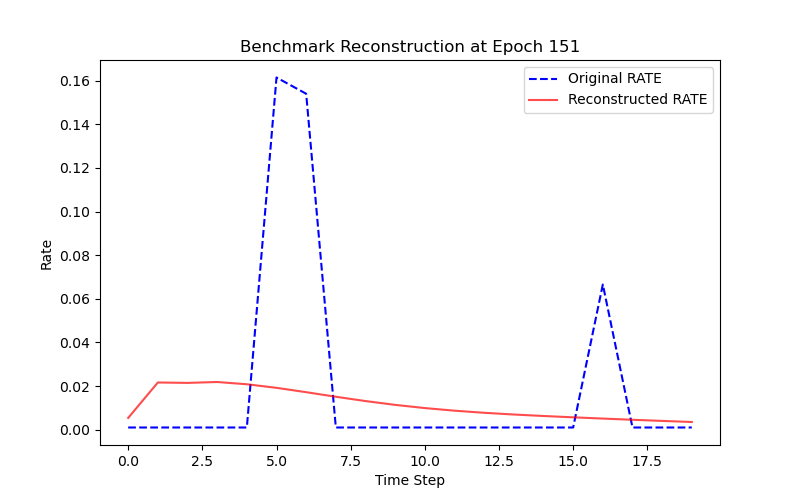 Benchmark Reconstruction at Epoch 151
Original RATE
Reconstructed RATE
Rate
0.16
0.14
0.12
0.10
0.08
0.06
0.04
0.02
0.00
0.0 2.5 5.0 7.5 10.0 12.5 15.0 17.5
Time Step